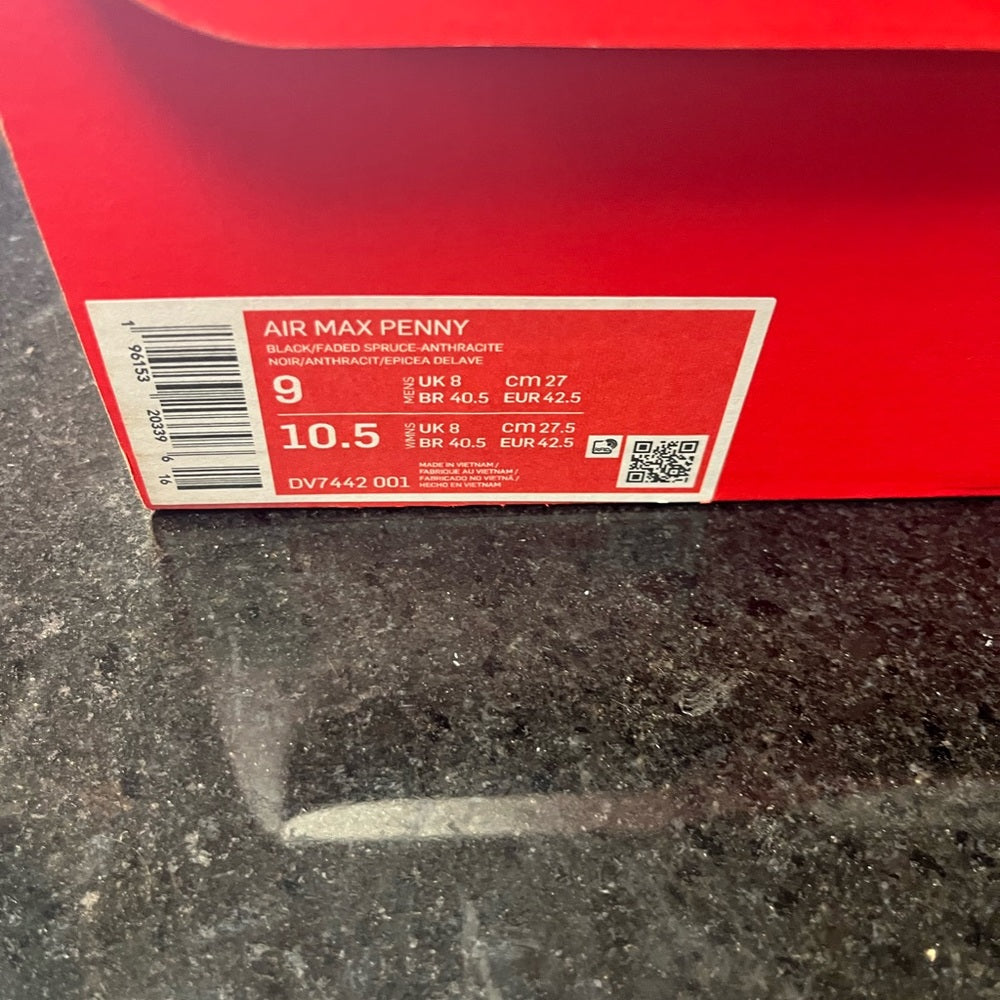 AIR MAX PENNY
BLACK/FADED SPRUCE-ANTHRACITE
NOIR/ANTHRACIT/EPICEA DELAVE
9 MENS UK 8 cm 27
BR 40.5 EUR 42.5
10.5 WMNS UK 8 cm 27.5
BR 40.5 EUR 42.5
DV7442 001
MADE IN VIETNAM /
FABRIQUE AU VIETNAM /
FABRICADO NO VIETNÃ /
HECHO EN VIETNAM
RFID
1 96153 20339 6 16